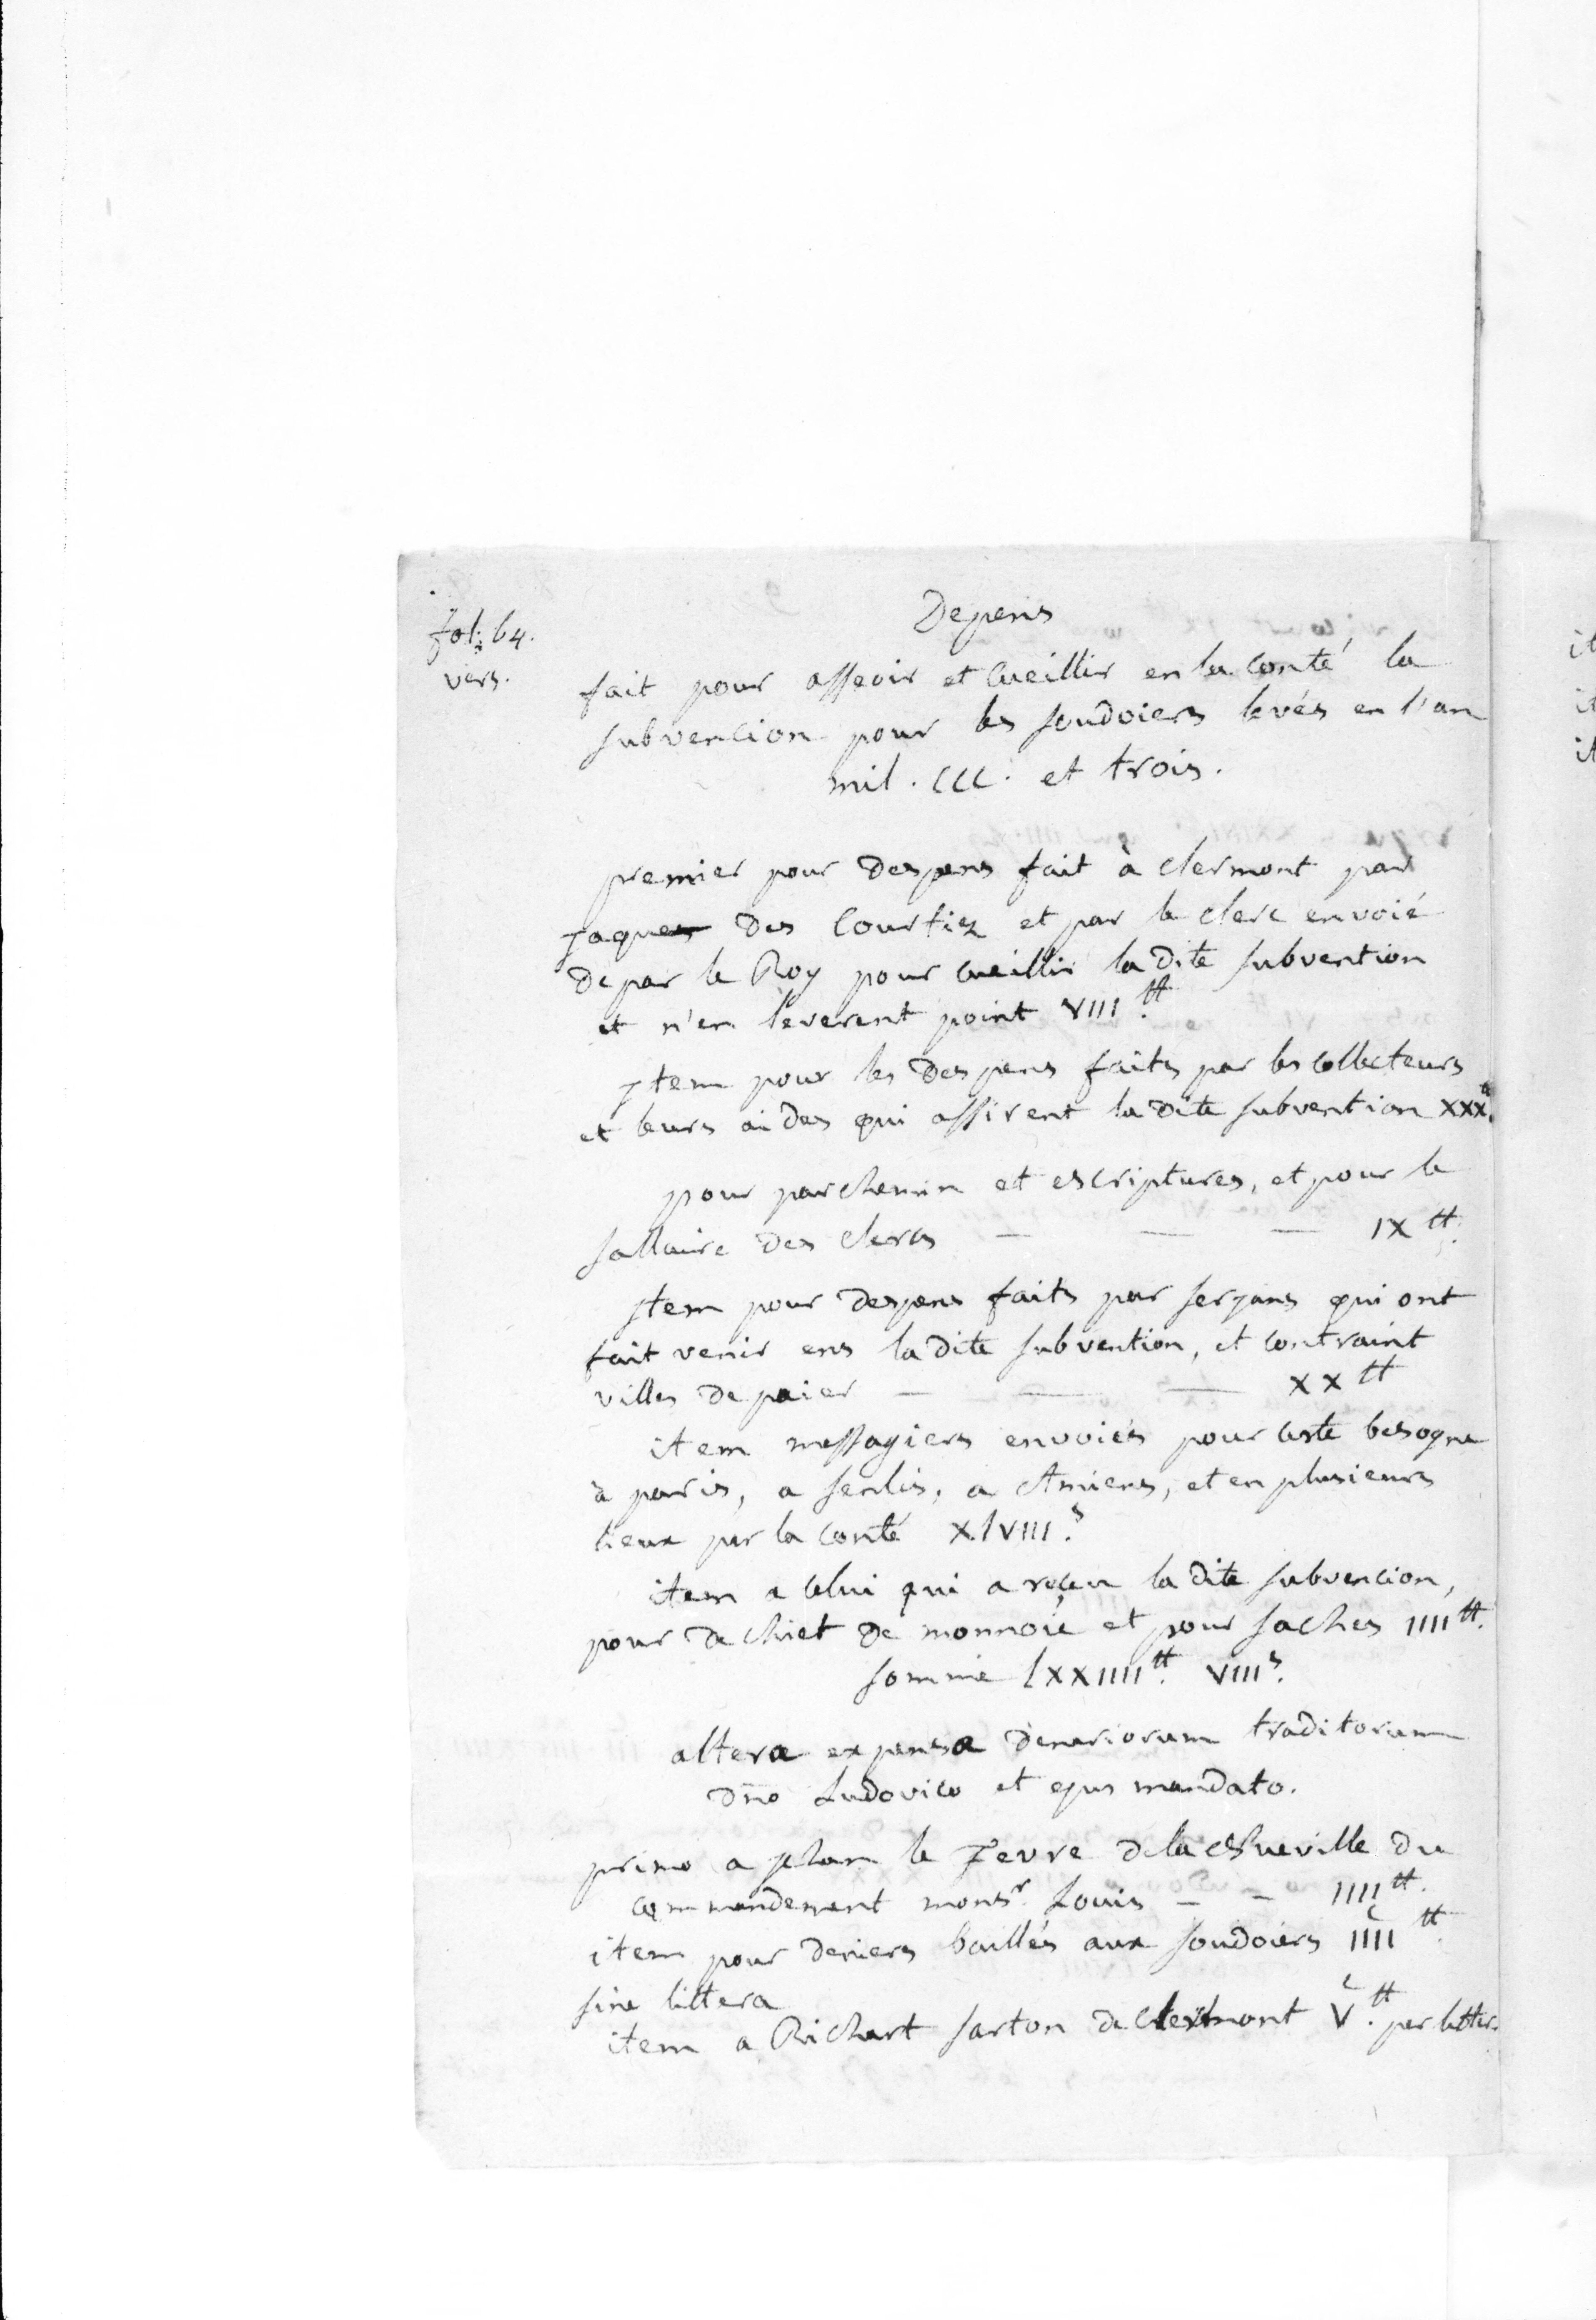 Depens
fol. 64.
vers.
fait pour asseoir et cueillir en la conté la
subvencion pour les soudoiers levés en l'an
mil. CCC. et trois.
premier pour despens fait à clermont par
jaques des Courtiz et par le clerc envoié
de par le Roy pour cueillir la dite subvention
et n'en leverent point VIII tt.
jtem pour les despens faits par les collecteurs
et leurs aides qui assirent la dite subvention XXX tt.
pour parchemin et escriptures, et pour le
sallaire des clercs — — — IX tt.
jtem pour despens faits par serjans qui ont
fait venir ens la dite subvention, et contraint
villes de paier — — — XX tt
item messagiers envoiés pour ceste besogne
à paris, a senlis, a Amiens, et en plusieurs
lieux par la conté XLVIII s.
item a celui qui a reçeu la dite subvencion,
pour dechiet de monnoie et pour saches IIII tt.
somme LXXIIII tt. VIII s.
altera expensa denariorum traditorum
dño Ludovico et ejus mandato.
primo a jehan le fevre de la Nueville du
commandement monsr. Louis — — IIII tt.
item pour deniers baillés aux soudoiers IIII c tt.
sine littera
item a Richart sarton de clermont V c tt. per litter.